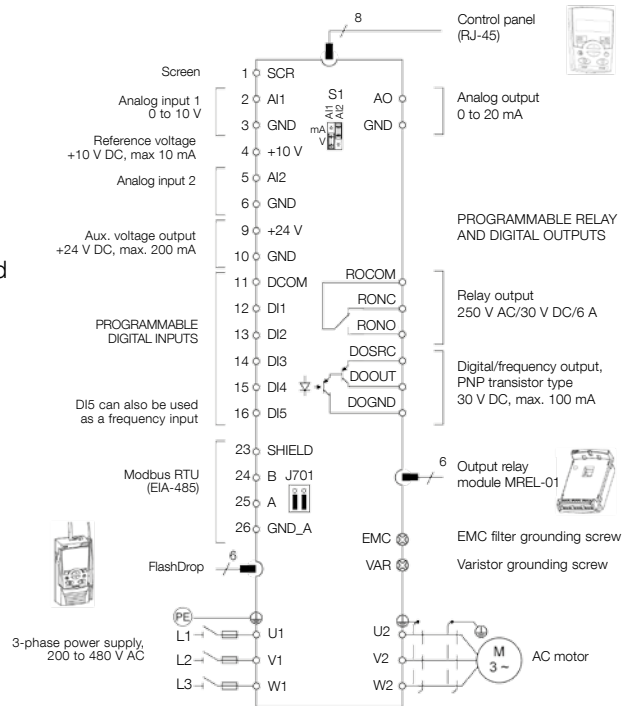 8
Control panel
(RJ-45)
Screen
1 SCR
Analog input 1
0 to 10 V
2 AI1
3 GND
S1
AI1
AI2
mA
V
AO
GND
Analog output
0 to 20 mA
Reference voltage
+10 V DC, max 10 mA
4 +10 V
Analog input 2
5 AI2
6 GND
Aux. voltage output
+24 V DC, max. 200 mA
9 +24 V
10 GND
PROGRAMMABLE RELAY
AND DIGITAL OUTPUTS
d
PROGRAMMABLE
DIGITAL INPUTS
11 DCOM
12 DI1
13 DI2
14 DI3
15 DI4
16 DI5
DI5 can also be used
as a frequency input
ROCOM
RONC
RONO
Relay output
250 V AC/30 V DC/6 A
DOSRC
DOOUT
DOGND
Digital/frequency output,
PNP transistor type
30 V DC, max. 100 mA
Modbus RTU
(EIA-485)
23 SHIELD
24 B J701
25 A
26 GND_A
6
Output relay
module MREL-01
EMC
EMC filter grounding screw
VAR
Varistor grounding screw
FlashDrop
6
PE
3-phase power supply,
200 to 480 V AC
L1 U1
L2 V1
L3 W1
U2
V2
W2
M
3 ~
AC motor